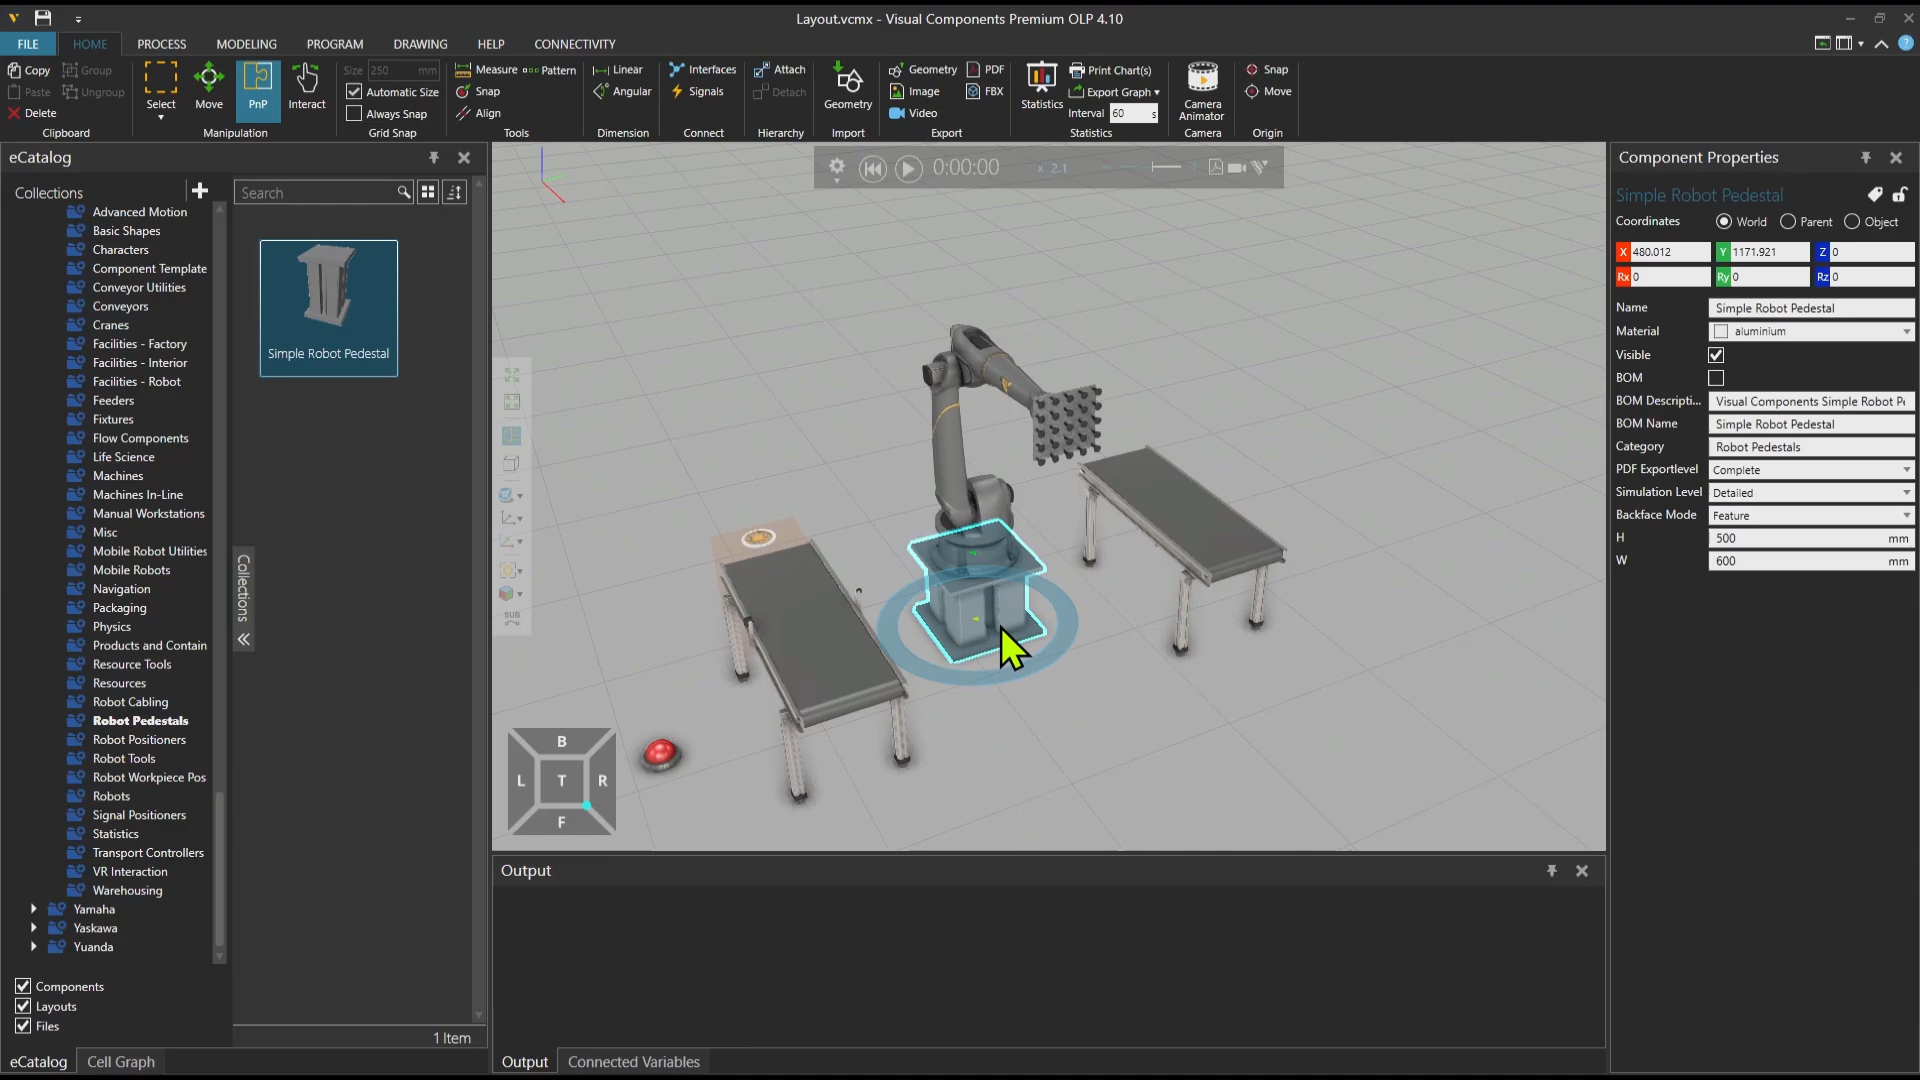 Layout.vcmx - Visual Components Premium OLP 4.10
FILE
HOME
PROCESS
MODELING
PROGRAM
DRAWING
HELP
CONNECTIVITY
Copy
Group
Paste
Ungroup
Delete
Clipboard
Select
Move
PnP
Interact
Manipulation
Size 250 mm
Automatic Size
Always Snap
Grid Snap
Measure
Pattern
Snap
Align
Tools
Linear
Angular
Dimension
Interfaces
Signals
Connect
Attach
Detach
Hierarchy
Geometry
Import
Geometry
PDF
Image
FBX
Video
Export
Statistics
Print Chart(s)
Export Graph
Interval 60 s
Statistics
Camera
Animator
Camera
Snap
Move
Origin
eCatalog
Collections
Advanced Motion
Basic Shapes
Characters
Component Template
Conveyor Utilities
Conveyors
Cranes
Facilities - Factory
Facilities - Interior
Facilities - Robot
Feeders
Fixtures
Flow Components
Life Science
Machines
Machines In-Line
Manual Workstations
Misc
Mobile Robot Utilities
Mobile Robots
Navigation
Packaging
Physics
Products and Contain
Resource Tools
Resources
Robot Cabling
Robot Pedestals
Robot Positioners
Robot Tools
Robot Workpiece Pos
Robots
Signal Positioners
Statistics
Transport Controllers
VR Interaction
Warehousing
Yamaha
Yaskawa
Yuanda
Components
Layouts
Files
Search
Simple Robot Pedestal
Collections
1 Item
eCatalog
Cell Graph
0:00:00
x 2.1
SUB
B
L T R
F
Output
Output
Connected Variables
Component Properties
Simple Robot Pedestal
Coordinates World Parent Object
X 480.012 Y 1171.921 Z 0
Rx 0 Ry 0 Rz 0
Name Simple Robot Pedestal
Material aluminium
Visible
BOM
BOM Descripti... Visual Components Simple Robot P
BOM Name Simple Robot Pedestal
Category Robot Pedestals
PDF Exportlevel Complete
Simulation Level Detailed
Backface Mode Feature
H 500 mm
W 600 mm